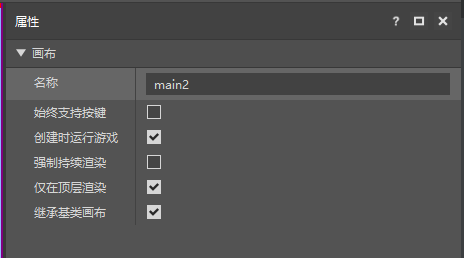 属性
画布
名称 main2
始终支持按键
创建时运行游戏
强制持续渲染
仅在顶层渲染
继承基类画布